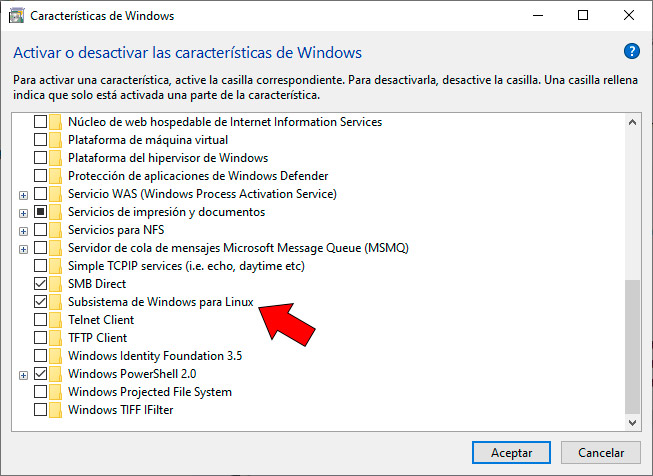 Características de Windows
Activar o desactivar las características de Windows
Para activar una característica, active la casilla correspondiente. Para desactivarla, desactive la casilla. Una casilla rellena
indica que solo está activada una parte de la característica.
Núcleo de web hospedable de Internet Information Services
Plataforma de máquina virtual
Plataforma del hipervisor de Windows
Protección de aplicaciones de Windows Defender
Servicio WAS (Windows Process Activation Service)
Servicios de impresión y documentos
Servicios para NFS
Servidor de cola de mensajes Microsoft Message Queue (MSMQ)
Simple TCPIP services (i.e. echo, daytime etc)
SMB Direct
Subsistema de Windows para Linux
Telnet Client
TFTP Client
Windows Identity Foundation 3.5
Windows PowerShell 2.0
Windows Projected File System
Windows TIFF IFilter
Aceptar
Cancelar